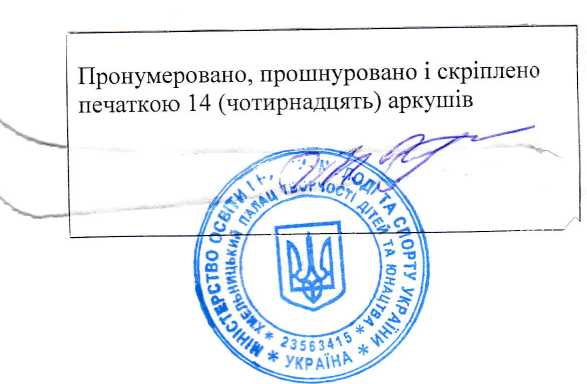 Пронумеровано, прошнуровано і скріплено
печаткою 14 (чотирнадцять) аркушів
МІНІСТЕРСТВО ОСВІТИ І МОЛОДІ ТА СПОРТУ УКРАЇНИ
ХМЕЛЬНИЦЬКИЙ ПАЛАЦ ТВОРЧОСТІ ДІТЕЙ ТА ЮНАЦТВА
* 23563415 *
* УКРАЇНА *